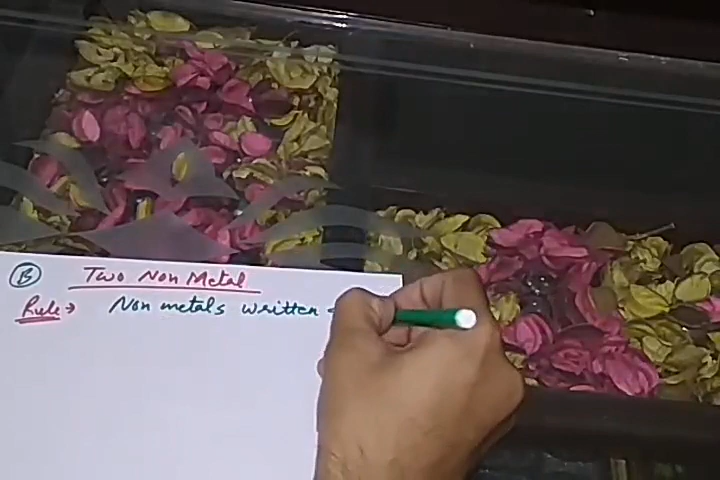 B Two Non Metal
Rule → Non metals written